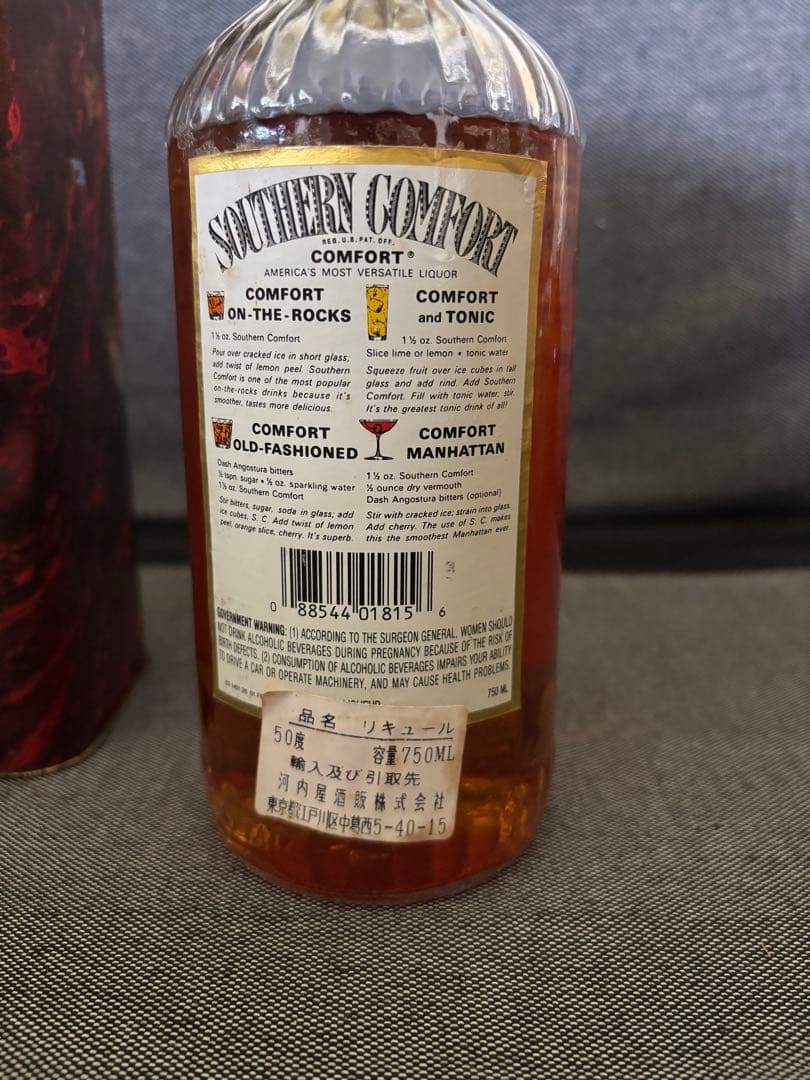 SOUTHERN COMFORT
REG. U.S. PAT. OFF.
COMFORT®
AMERICA'S MOST VERSATILE LIQUOR
COMFORT
ON-THE-ROCKS
1½ oz. Southern Comfort
Pour over cracked ice in short glass;
add twist of lemon peel. Southern
Comfort is one of the most popular
on-the-rocks drinks because it's
smoother, tastes more delicious.
COMFORT
and TONIC
1½ oz. Southern Comfort
Slice lime or lemon • tonic water
Squeeze fruit over ice cubes in tall
glass and add rind. Add Southern
Comfort. Fill with tonic water; stir.
It's the greatest tonic drink of all!
COMFORT
OLD-FASHIONED
Dash Angostura bitters
½ tspn. sugar • ½ oz. sparkling water
1½ oz. Southern Comfort
Stir bitters, sugar, soda in glass; add
ice cubes, S. C. Add twist of lemon
peel, orange slice, cherry. It's superb.
COMFORT
MANHATTAN
1½ oz. Southern Comfort
½ ounce dry vermouth
Dash Angostura bitters (optional)
Stir with cracked ice; strain into glass.
Add cherry. The use of S. C. makes
this the smoothest Manhattan ever.
0 88544 01815 6
GOVERNMENT WARNING: (1) ACCORDING TO THE SURGEON GENERAL, WOMEN SHOULD
NOT DRINK ALCOHOLIC BEVERAGES DURING PREGNANCY BECAUSE OF THE RISK OF
BIRTH DEFECTS. (2) CONSUMPTION OF ALCOHOLIC BEVERAGES IMPAIRS YOUR ABILITY
TO DRIVE A CAR OR OPERATE MACHINERY, AND MAY CAUSE HEALTH PROBLEMS.
750 ML
品名 リキュール
50度 容量750ML
輸入及び引取先
河内屋酒販株式会社
東京都江戸川区中葛西5-40-15